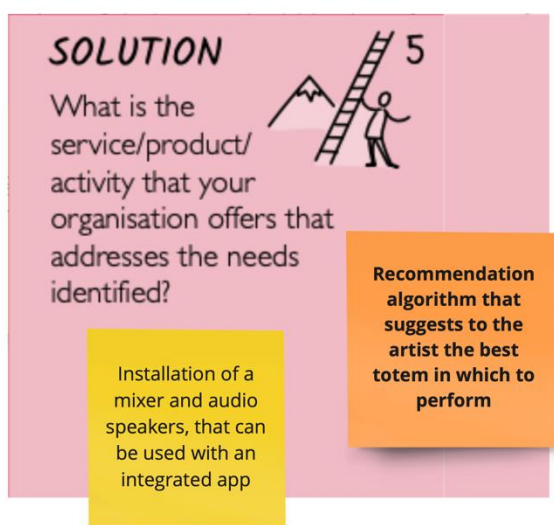 SOLUTION
5
What is the
service/product/
activity that your
organisation offers that
addresses the needs
identified?
Recommendation
algorithm that
suggests to the
artist the best
totem in which to
perform
Installation of a
mixer and audio
speakers, that can
be used with an
integrated app